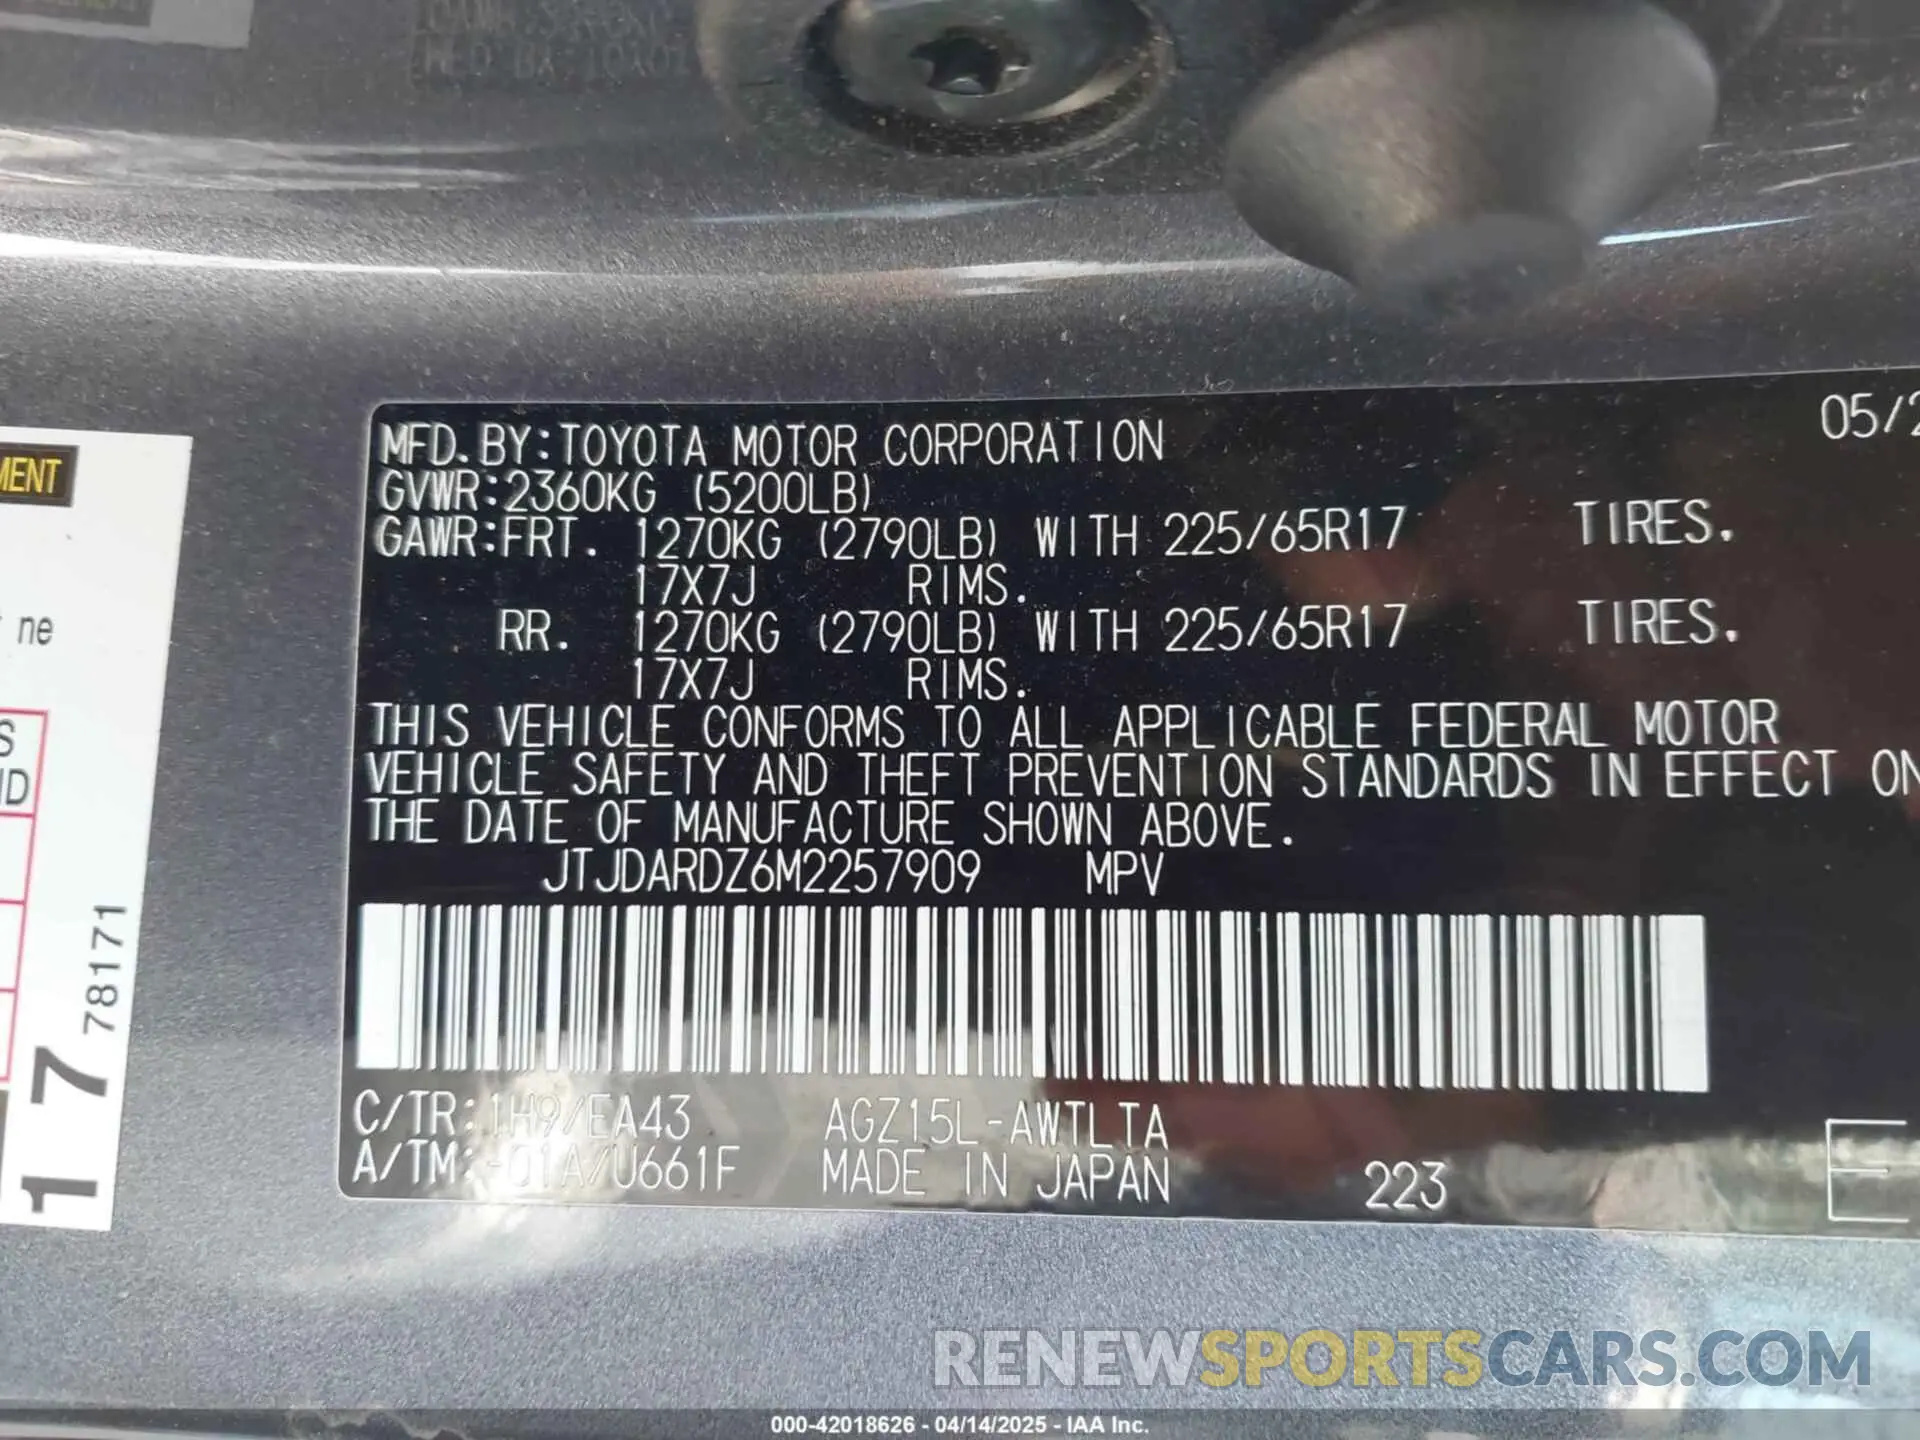 05/2
MFD.BY:TOYOTA MOTOR CORPORATION
GVWR:2360KG (5200LB)
GAWR:FRT. 1270KG (2790LB) WITH 225/65R17 TIRES.
17X7J RIMS.
RR. 1270KG (2790LB) WITH 225/65R17 TIRES.
17X7J RIMS.
THIS VEHICLE CONFORMS TO ALL APPLICABLE FEDERAL MOTOR
VEHICLE SAFETY AND THEFT PREVENTION STANDARDS IN EFFECT ON
THE DATE OF MANUFACTURE SHOWN ABOVE.
JTJDARDZ6M2257909 MPV
C/TR:1H9/EA43 AGZ15L-AWTLTA
A/TM:-01A/U661F MADE IN JAPAN 223
E
MENT
ne
S
ND
17 78171
RENEWSPORTSCARS.COM
000-42018626 - 04/14/2025 - IAA Inc.